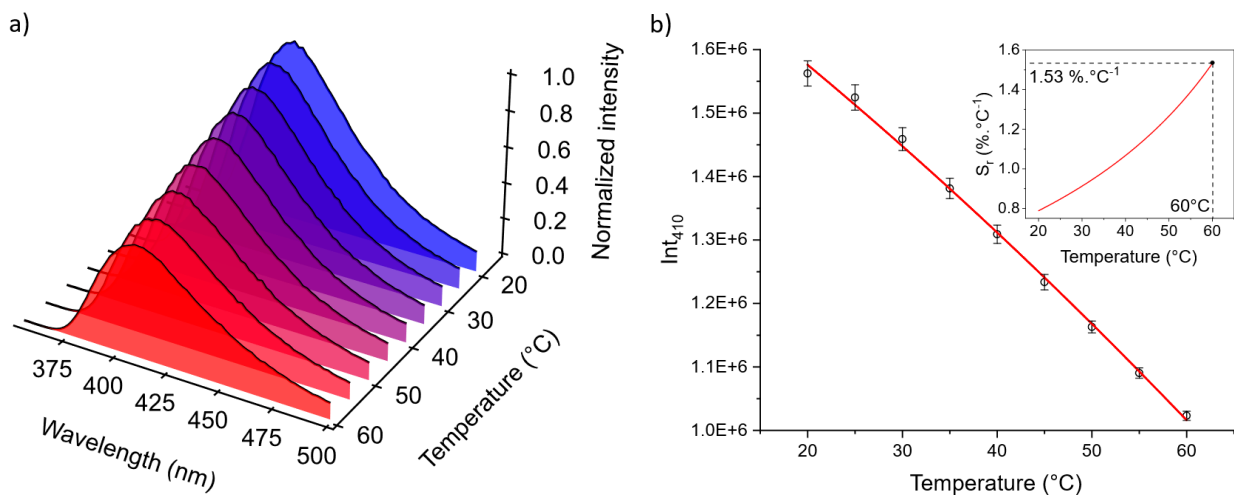 a)
1.0
0.8
0.6
0.4
0.2
0.0
Normalized intensity
20
30
40
50
60
Temperature (°C)
375
400
425
450
475
500
Wavelength (nm)
b)
1.6E+6
1.5E+6
1.4E+6
1.3E+6
1.2E+6
1.1E+6
1.0E+6
Int410
20 30 40 50 60
Temperature (°C)
1.6
1.4
1.2
1.0
0.8
Sr (%.°C-1)
1.53 %.°C-1
60°C
20 30 40 50 60
Temperature (°C)